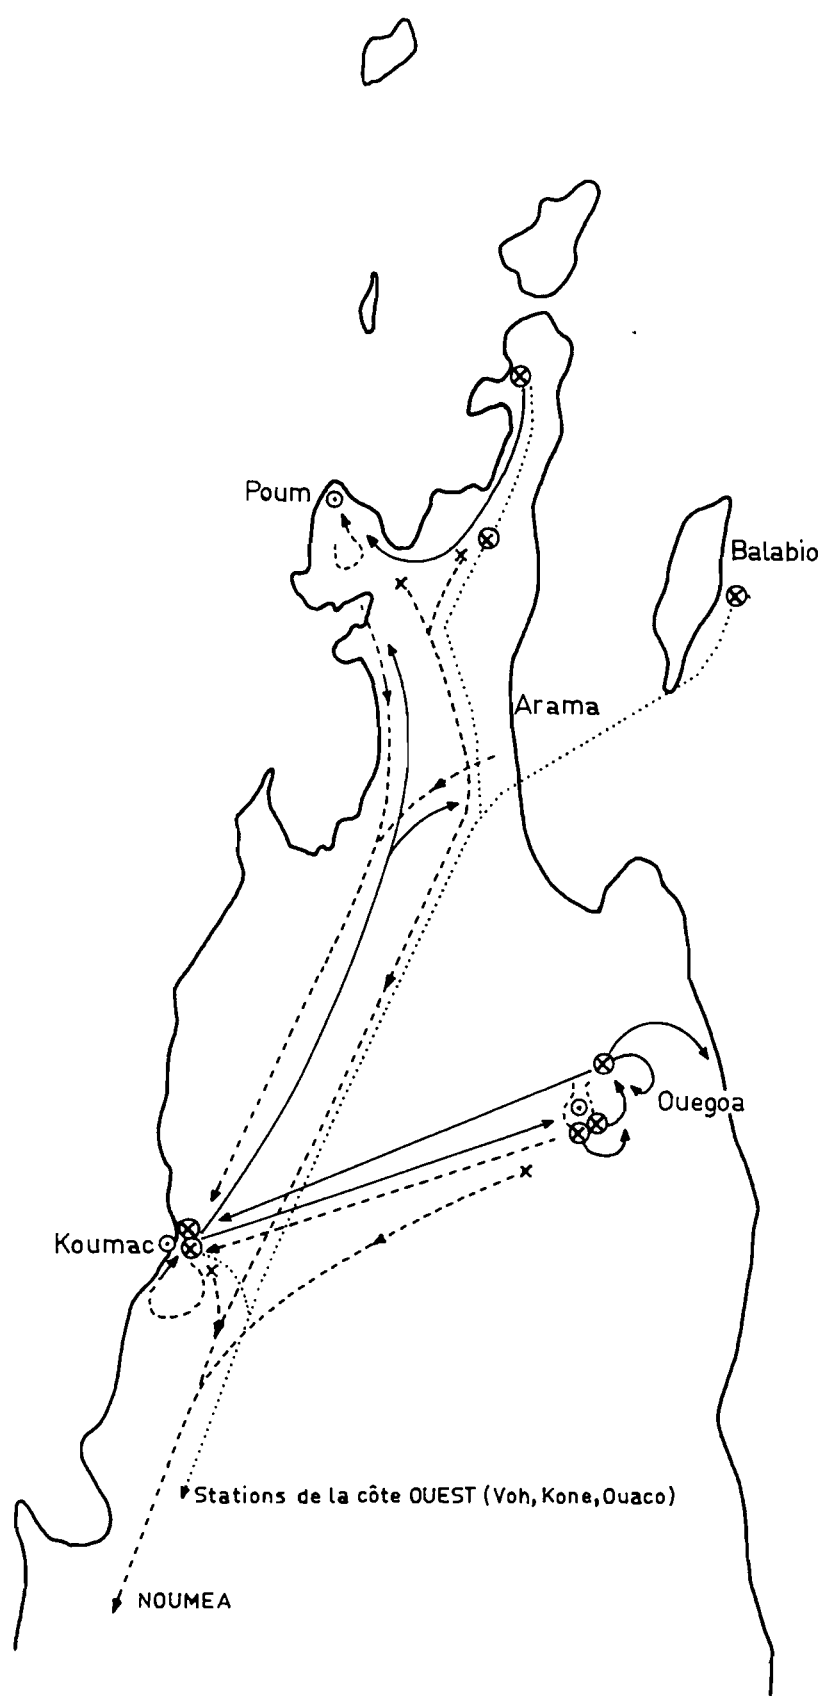 Poum
Balabio
Arama
Ouegoa
Koumac
Stations de la côte OUEST (Voh, Kone, Ouaco)
NOUMEA